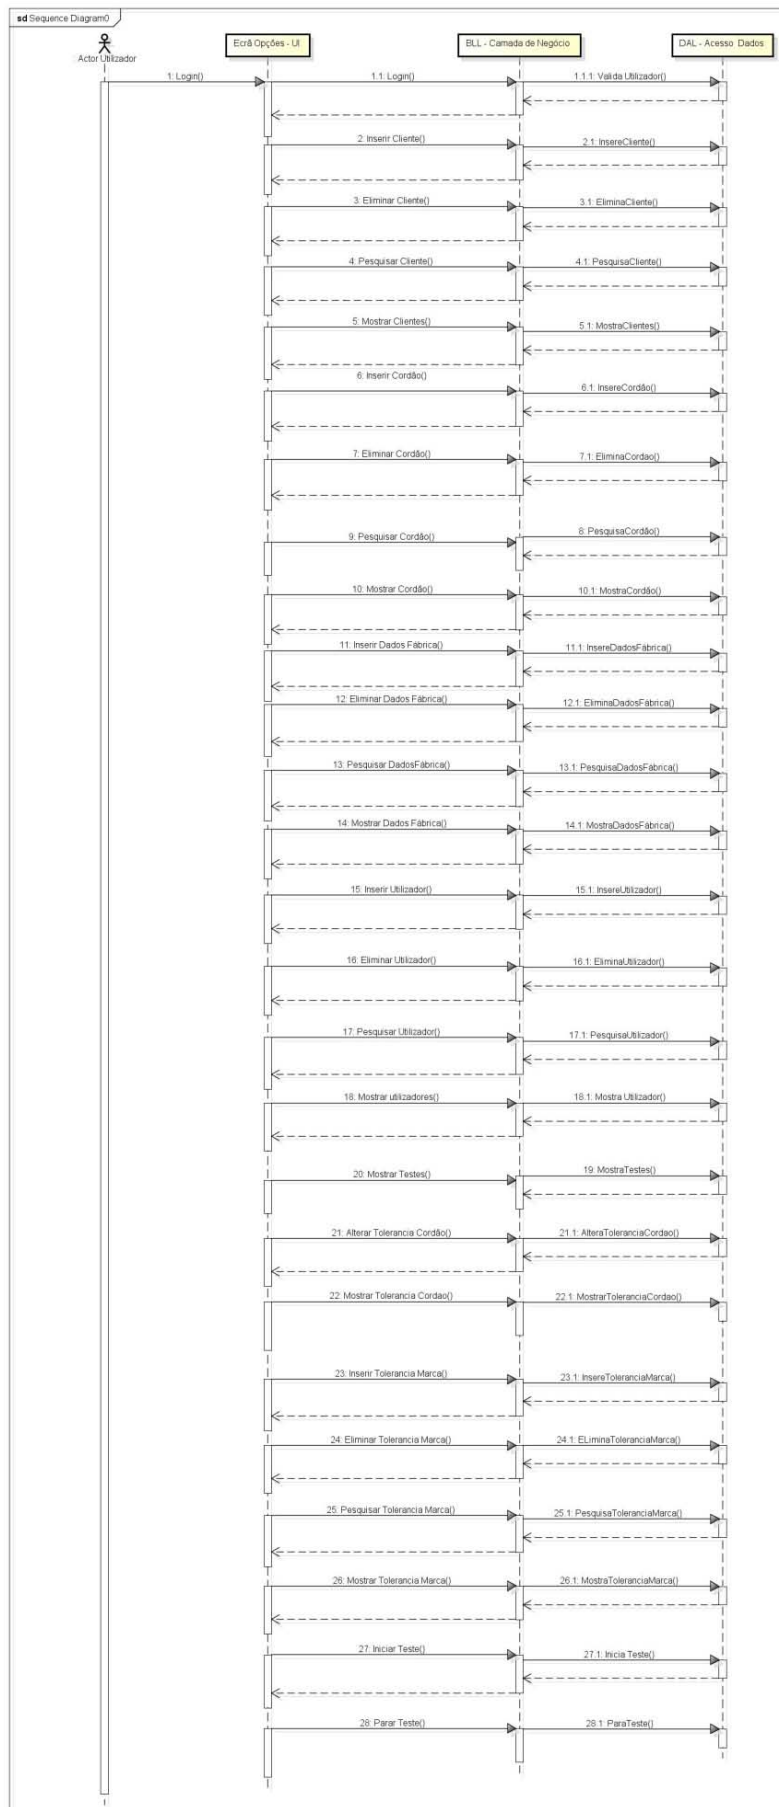 sd Sequence Diagram0
Actor Utilizador
Ecrã Opções - UI
BLL - Camada de Negócio
DAL - Acesso Dados
1: Login()
1.1: Login()
1.1.1: Valida Utilizador()
2: Inserir Cliente()
2.1: InsereCliente()
3: Eliminar Cliente()
3.1: EliminaCliente()
4: Pesquisar Cliente()
4.1: PesquisaCliente()
5: Mostrar Clientes()
5.1: MostraClientes()
6: Inserir Cordão()
6.1: InsereCordão()
7: Eliminar Cordão()
7.1: EliminaCordao()
9: Pesquisar Cordão()
8: PesquisaCordão()
10: Mostrar Cordão()
10.1: MostraCordão()
11: Inserir Dados Fábrica()
11.1: InsereDadosFábrica()
12: Eliminar Dados Fábrica()
12.1: EliminaDadosFábrica()
13: Pesquisar DadosFábrica()
13.1: PesquisaDadosFábrica()
14: Mostrar Dados Fábrica()
14.1: MostraDadosFábrica()
15: Inserir Utilizador()
15.1: InsereUtilizador()
16: Eliminar Utilizador()
16.1: EliminaUtilizador()
17: Pesquisar Utilizador()
17.1: PesquisaUtilizador()
18: Mostrar utilizadores()
18.1: Mostra Utilizador()
20: Mostrar Testes()
19: MostraTestes()
21: Alterar Tolerancia Cordão()
21.1: AlteraToleranciaCordao()
22: Mostrar Tolerancia Cordao()
22.1: MostrarToleranciaCordao()
23: Inserir Tolerancia Marca()
23.1: InsereToleranciaMarca()
24: Eliminar Tolerancia Marca()
24.1: ELiminaToleranciaMarca()
25: Pesquisar Tolerancia Marca()
25.1: PesquisaToleranciaMarca()
26: Mostrar Tolerancia Marca()
26.1: MostraToleranciaMarca()
27: Iniciar Teste()
27.1: Inicia Teste()
28: Parar Teste()
28.1: ParaTeste()